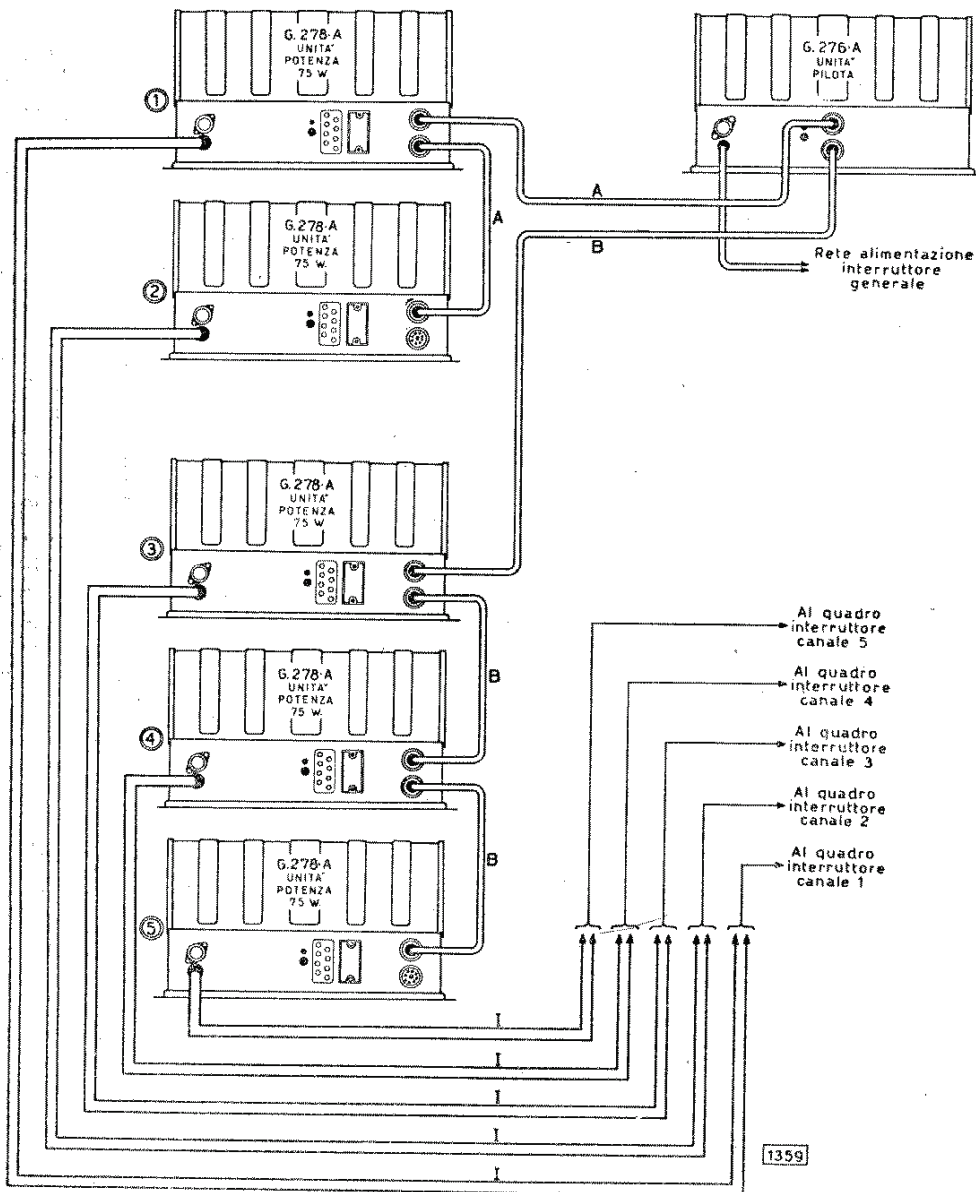 G.278-A
UNITA'
POTENZA
75 W.
1
G.276-A
UNITA'
PILOTA
A
A
B
Rete alimentazione
interruttore
generale
G.278-A
UNITA'
POTENZA
75 W.
2
G.278-A
UNITA'
POTENZA
75 W
3
B
G.278-A
UNITA'
POTENZA
75 W.
4
B
G.278-A
UNITA'
POTENZA
75 W.
5
Al quadro
interruttore
canale 5
Al quadro
interruttore
canale 4
Al quadro
interruttore
canale 3
Al quadro
interruttore
canale 2
Al quadro
interruttore
canale 1
I
I
I
I
I
1359